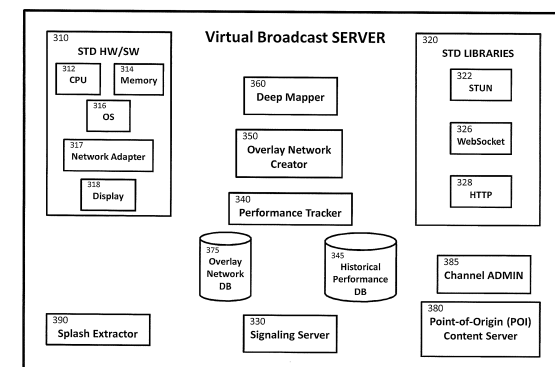 Virtual Broadcast SERVER
310
STD HW/SW
312
CPU
314
Memory
316
OS
317
Network Adapter
318
Display
360
Deep Mapper
350
Overlay Network
Creator
340
Performance Tracker
375
Overlay
Network
DB
345
Historical
Performance
DB
320
STD LIBRARIES
322
STUN
326
WebSocket
328
HTTP
385
Channel ADMIN
390
Splash Extractor
330
Signaling Server
380
Point-of-Origin (POI)
Content Server